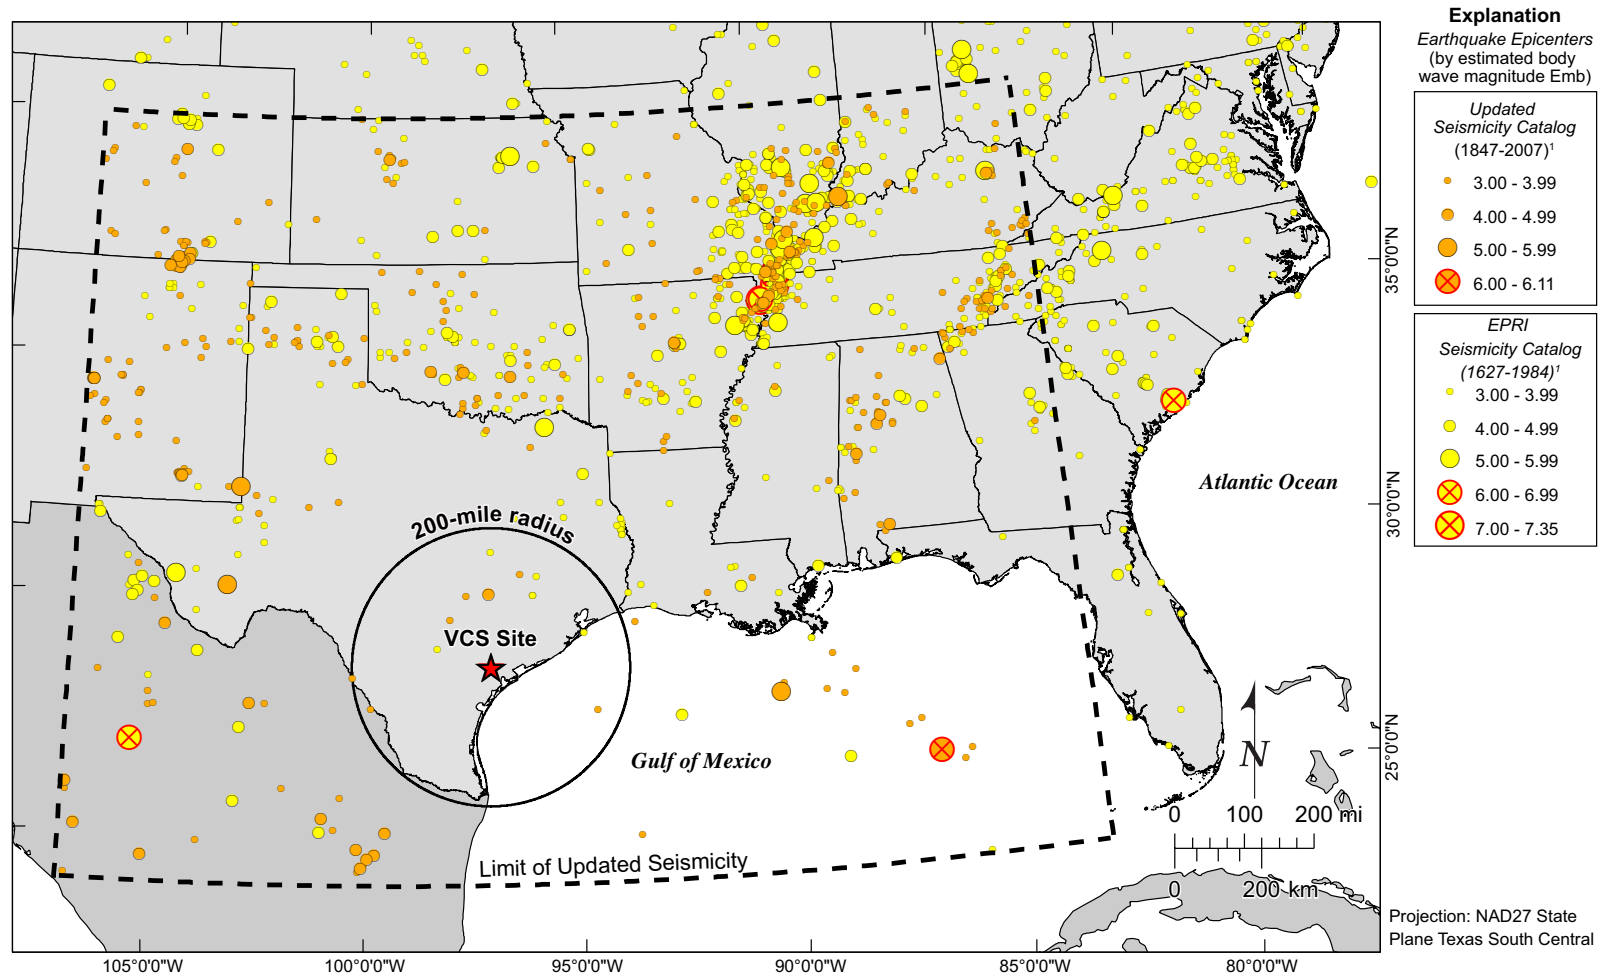 Explanation
Earthquake Epicenters
(by estimated body
wave magnitude Emb)
Updated
Seismicity Catalog
(1847-2007)¹
3.00 - 3.99
4.00 - 4.99
5.00 - 5.99
6.00 - 6.11
EPRI
Seismicity Catalog
(1627-1984)¹
3.00 - 3.99
4.00 - 4.99
5.00 - 5.99
6.00 - 6.99
7.00 - 7.35
35°0'0"N
Atlantic Ocean
30°0'0"N
200-mile radius
VCS Site
Gulf of Mexico
25°0'0"N
N
0 100 200 mi
0 200 km
Limit of Updated Seismicity
Projection: NAD27 State
Plane Texas South Central
105°0'0"W 100°0'0"W 95°0'0"W 90°0'0"W 85°0'0"W 80°0'0"W